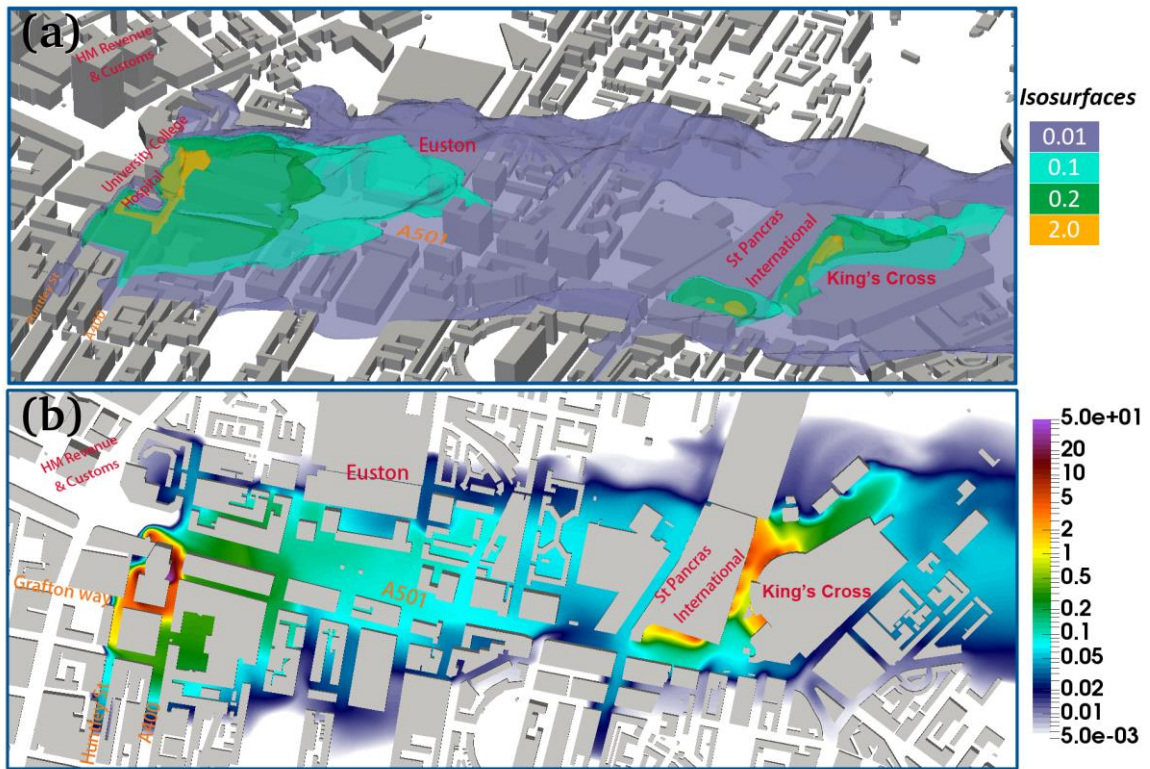 (a)
HM Revenue
& Customs
University College
Hospital
Euston
A501
St Pancras
International
King's Cross
Huntley St
A400
Isosurfaces
0.01
0.1
0.2
2.0
(b)
HM Revenue
& Customs
Euston
Grafton way
A501
St Pancras
International
King's Cross
Huntley St
A400
5.0e+01
20
10
5
2
1
0.5
0.2
0.1
0.05
0.02
0.01
5.0e-03